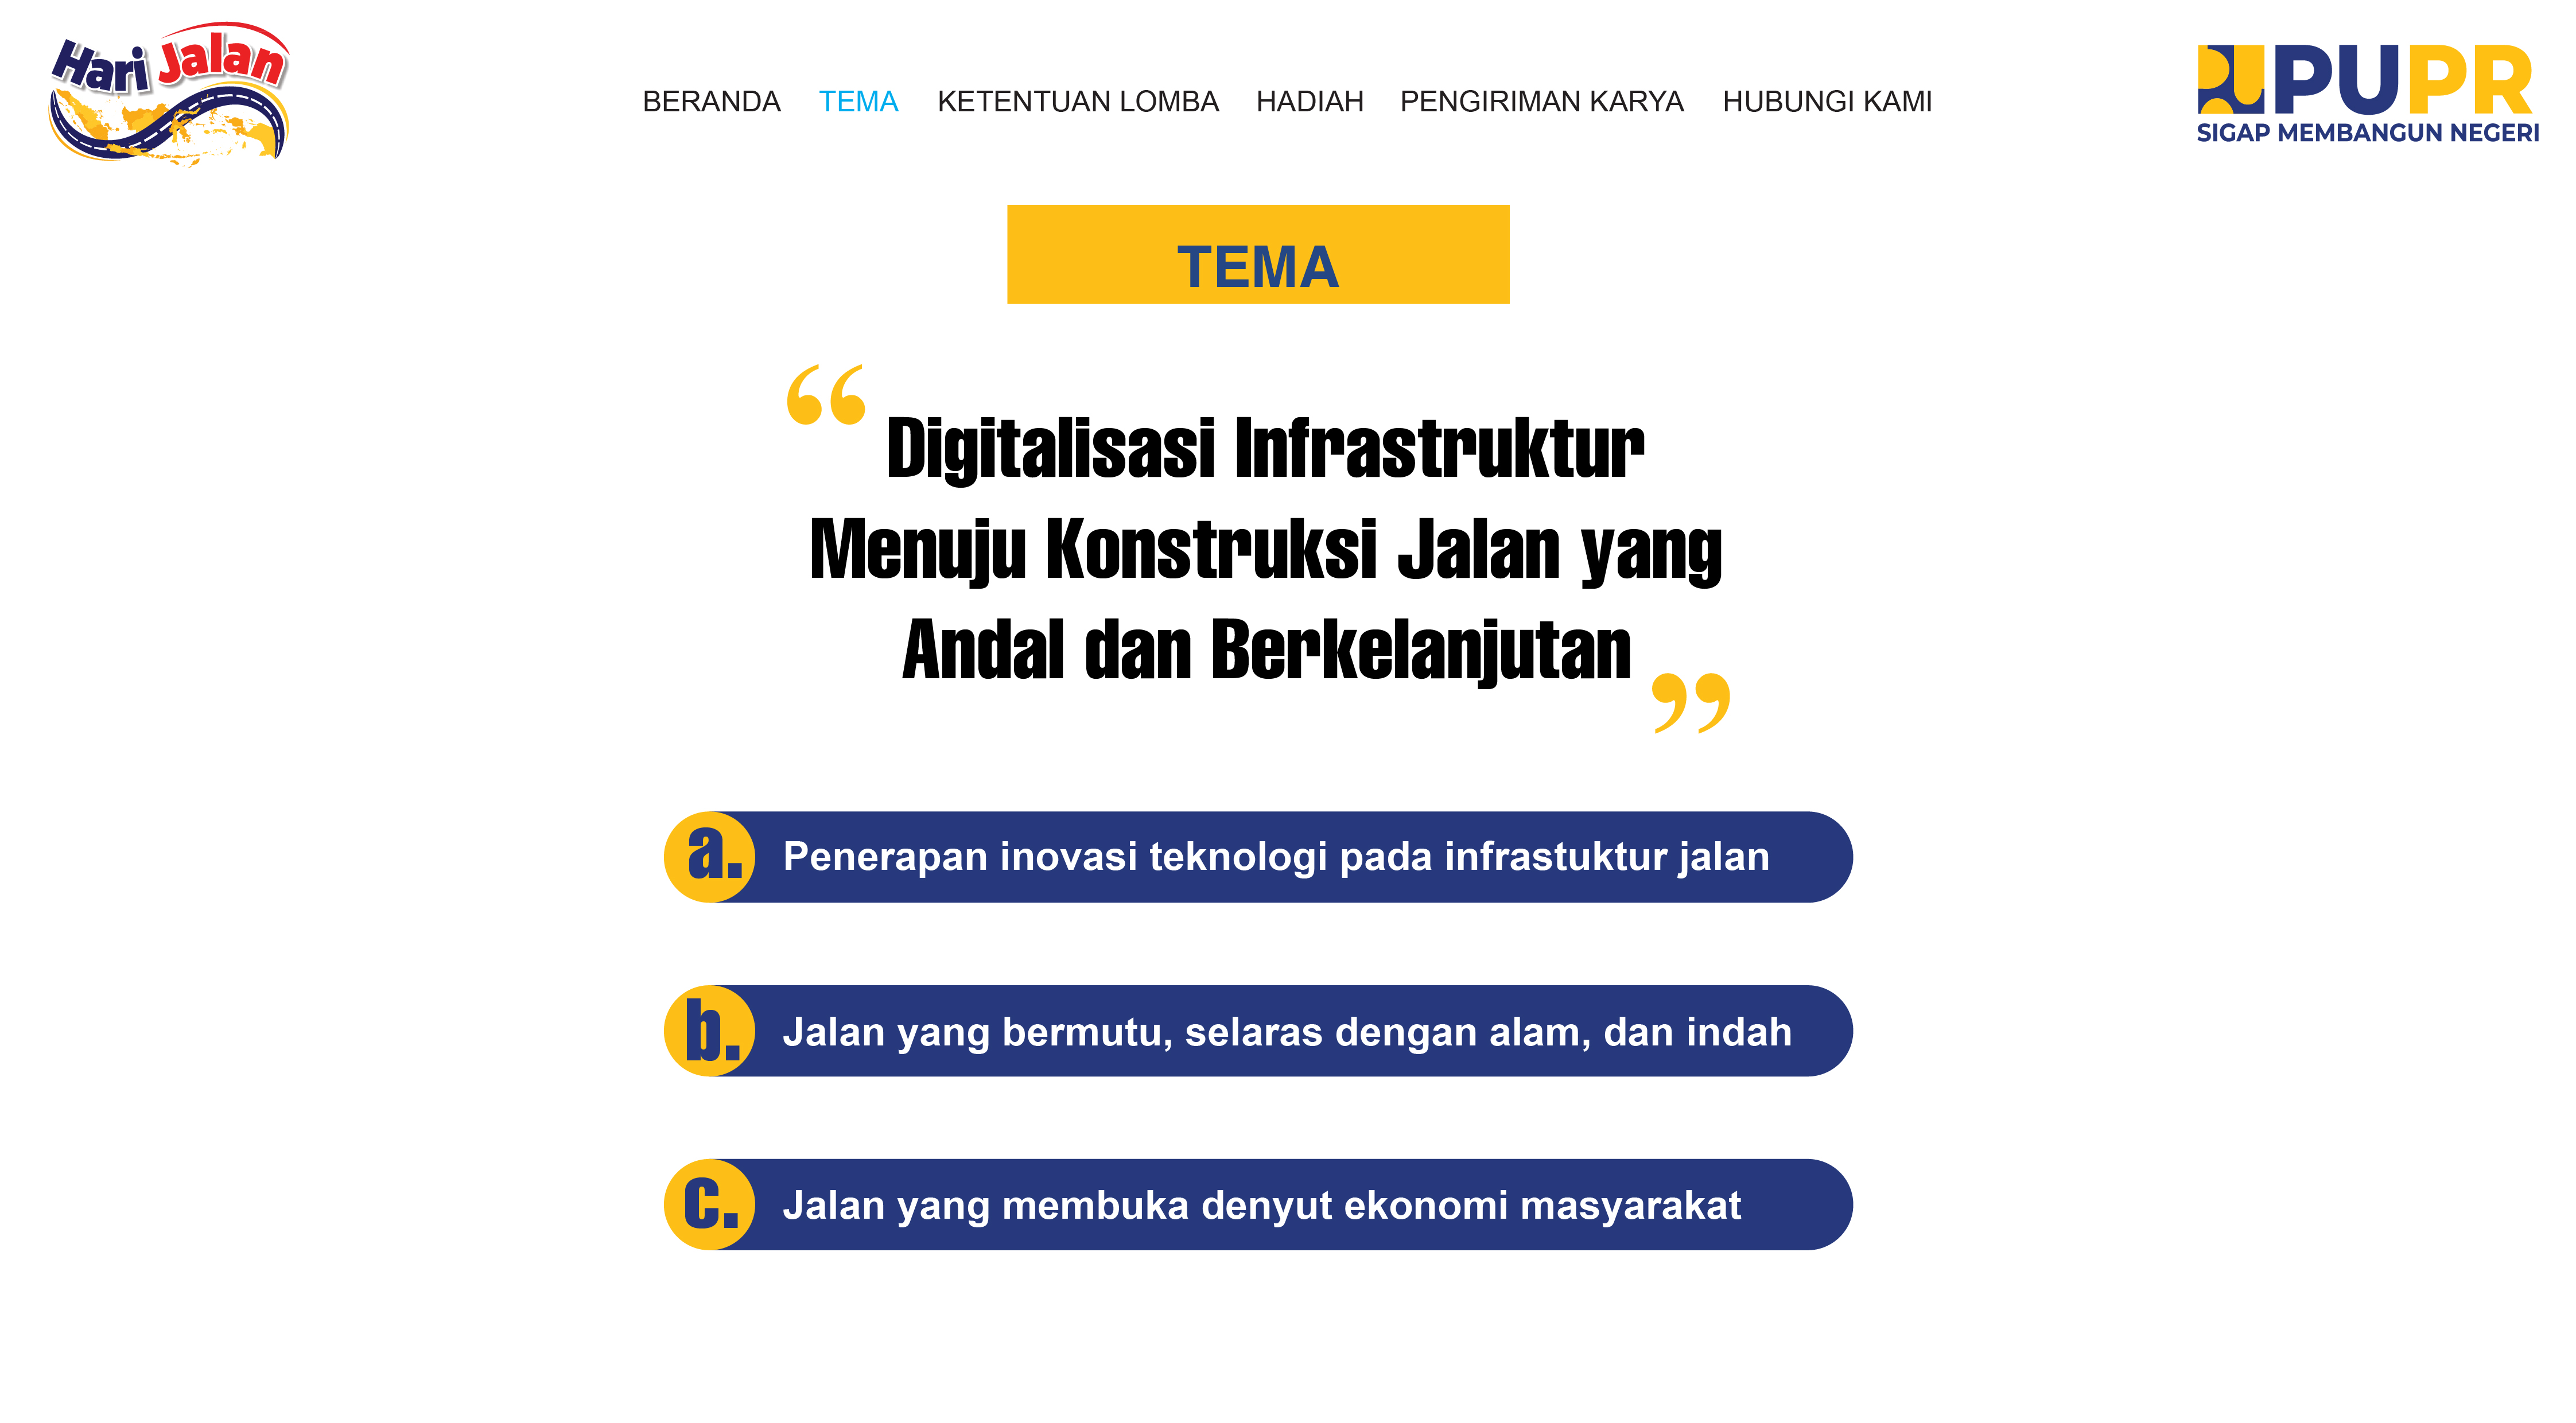 Hari Jalan
BERANDA TEMA KETENTUAN LOMBA HADIAH PENGIRIMAN KARYA HUBUNGI KAMI
PUPR
SIGAP MEMBANGUN NEGERI
TEMA
“Digitalisasi Infrastruktur
Menuju Konstruksi Jalan yang
Andal dan Berkelanjutan”
a. Penerapan inovasi teknologi pada infrastuktur jalan
b. Jalan yang bermutu, selaras dengan alam, dan indah
c. Jalan yang membuka denyut ekonomi masyarakat